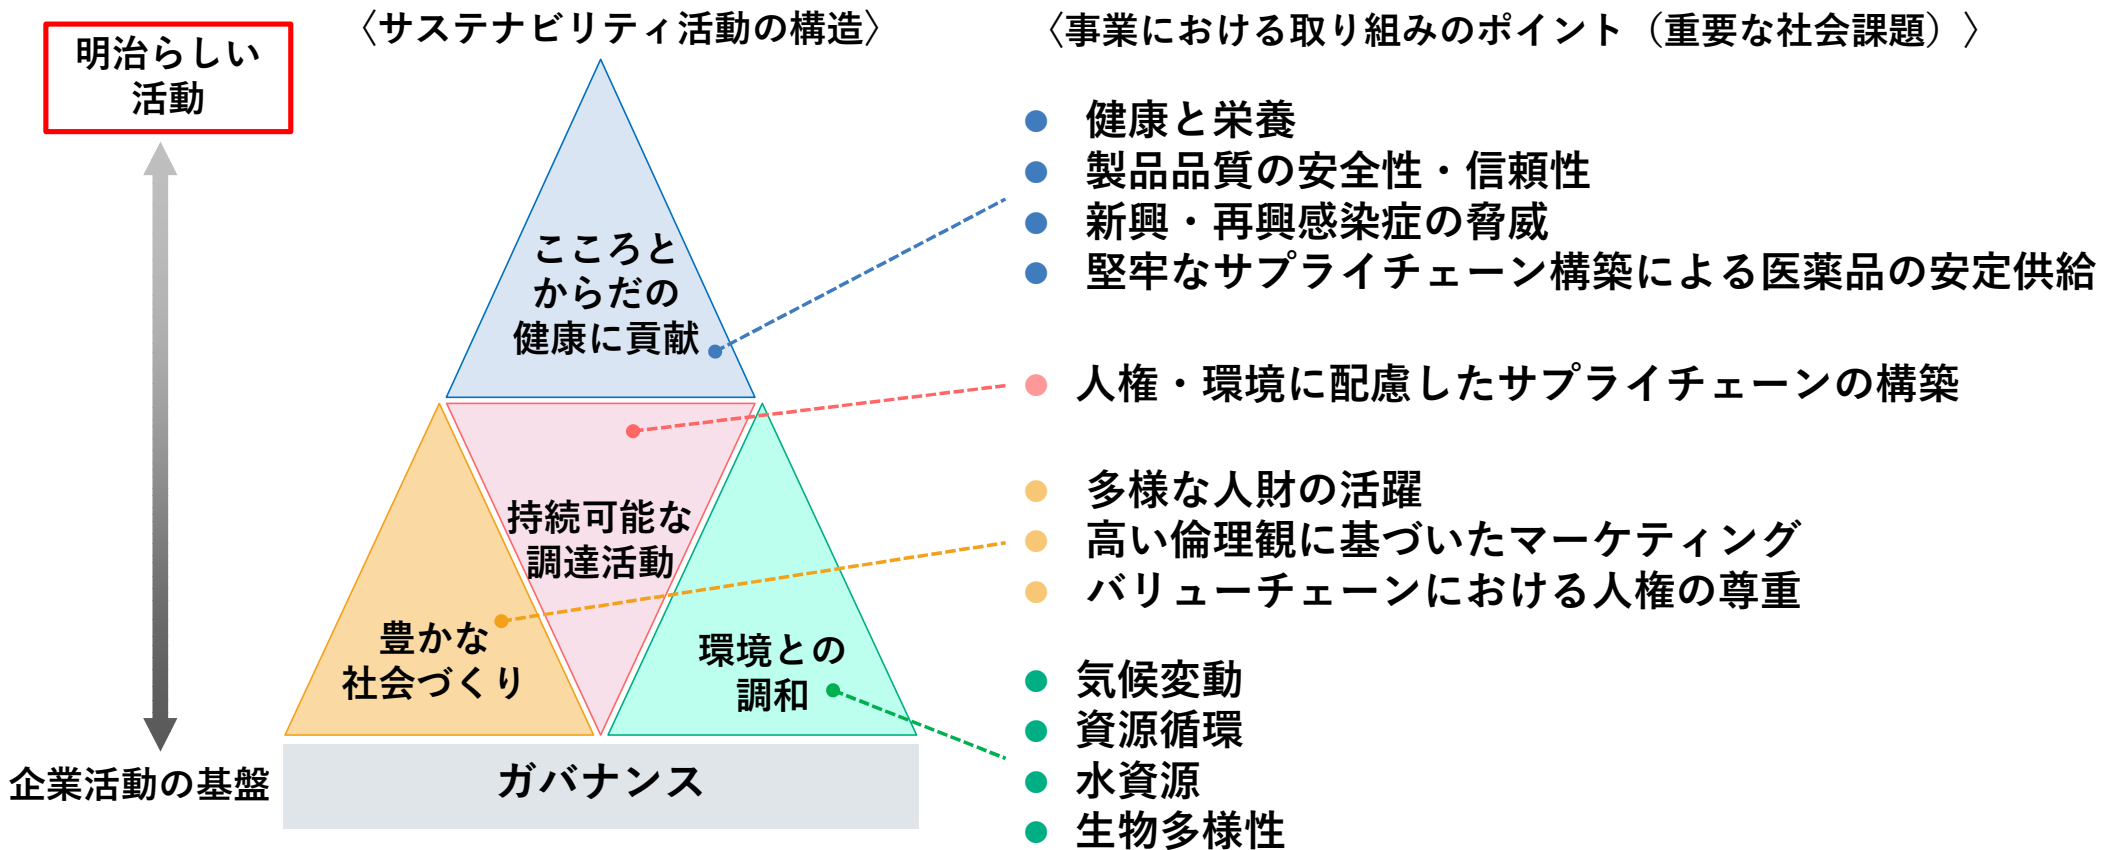 〈サステナビリティ活動の構造〉
〈事業における取り組みのポイント（重要な社会課題）〉
明治らしい
活動
企業活動の基盤
こころと
からだの
健康に貢献
持続可能な
調達活動
豊かな
社会づくり
環境との
調和
ガバナンス
● 健康と栄養
● 製品品質の安全性・信頼性
● 新興・再興感染症の脅威
● 堅牢なサプライチェーン構築による医薬品の安定供給
● 人権・環境に配慮したサプライチェーンの構築
● 多様な人財の活躍
● 高い倫理観に基づいたマーケティング
● バリューチェーンにおける人権の尊重
● 気候変動
● 資源循環
● 水資源
● 生物多様性